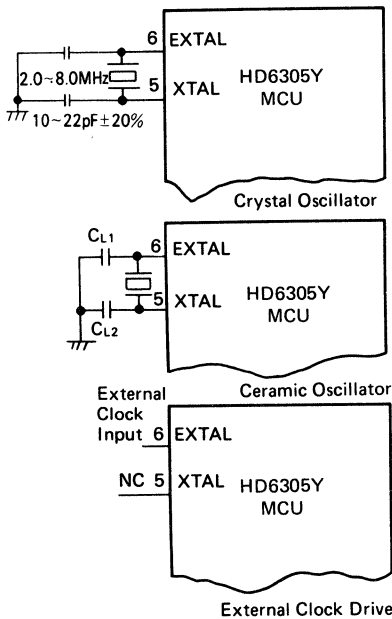 6 EXTAL
2.0~8.0MHz
5 XTAL
10~22pF±20%
HD6305Y
MCU
Crystal Oscillator
CL1
6 EXTAL
5 XTAL
CL2
HD6305Y
MCU
Ceramic Oscillator
External
Clock
Input 6 EXTAL
NC 5 XTAL
HD6305Y
MCU
External Clock Drive